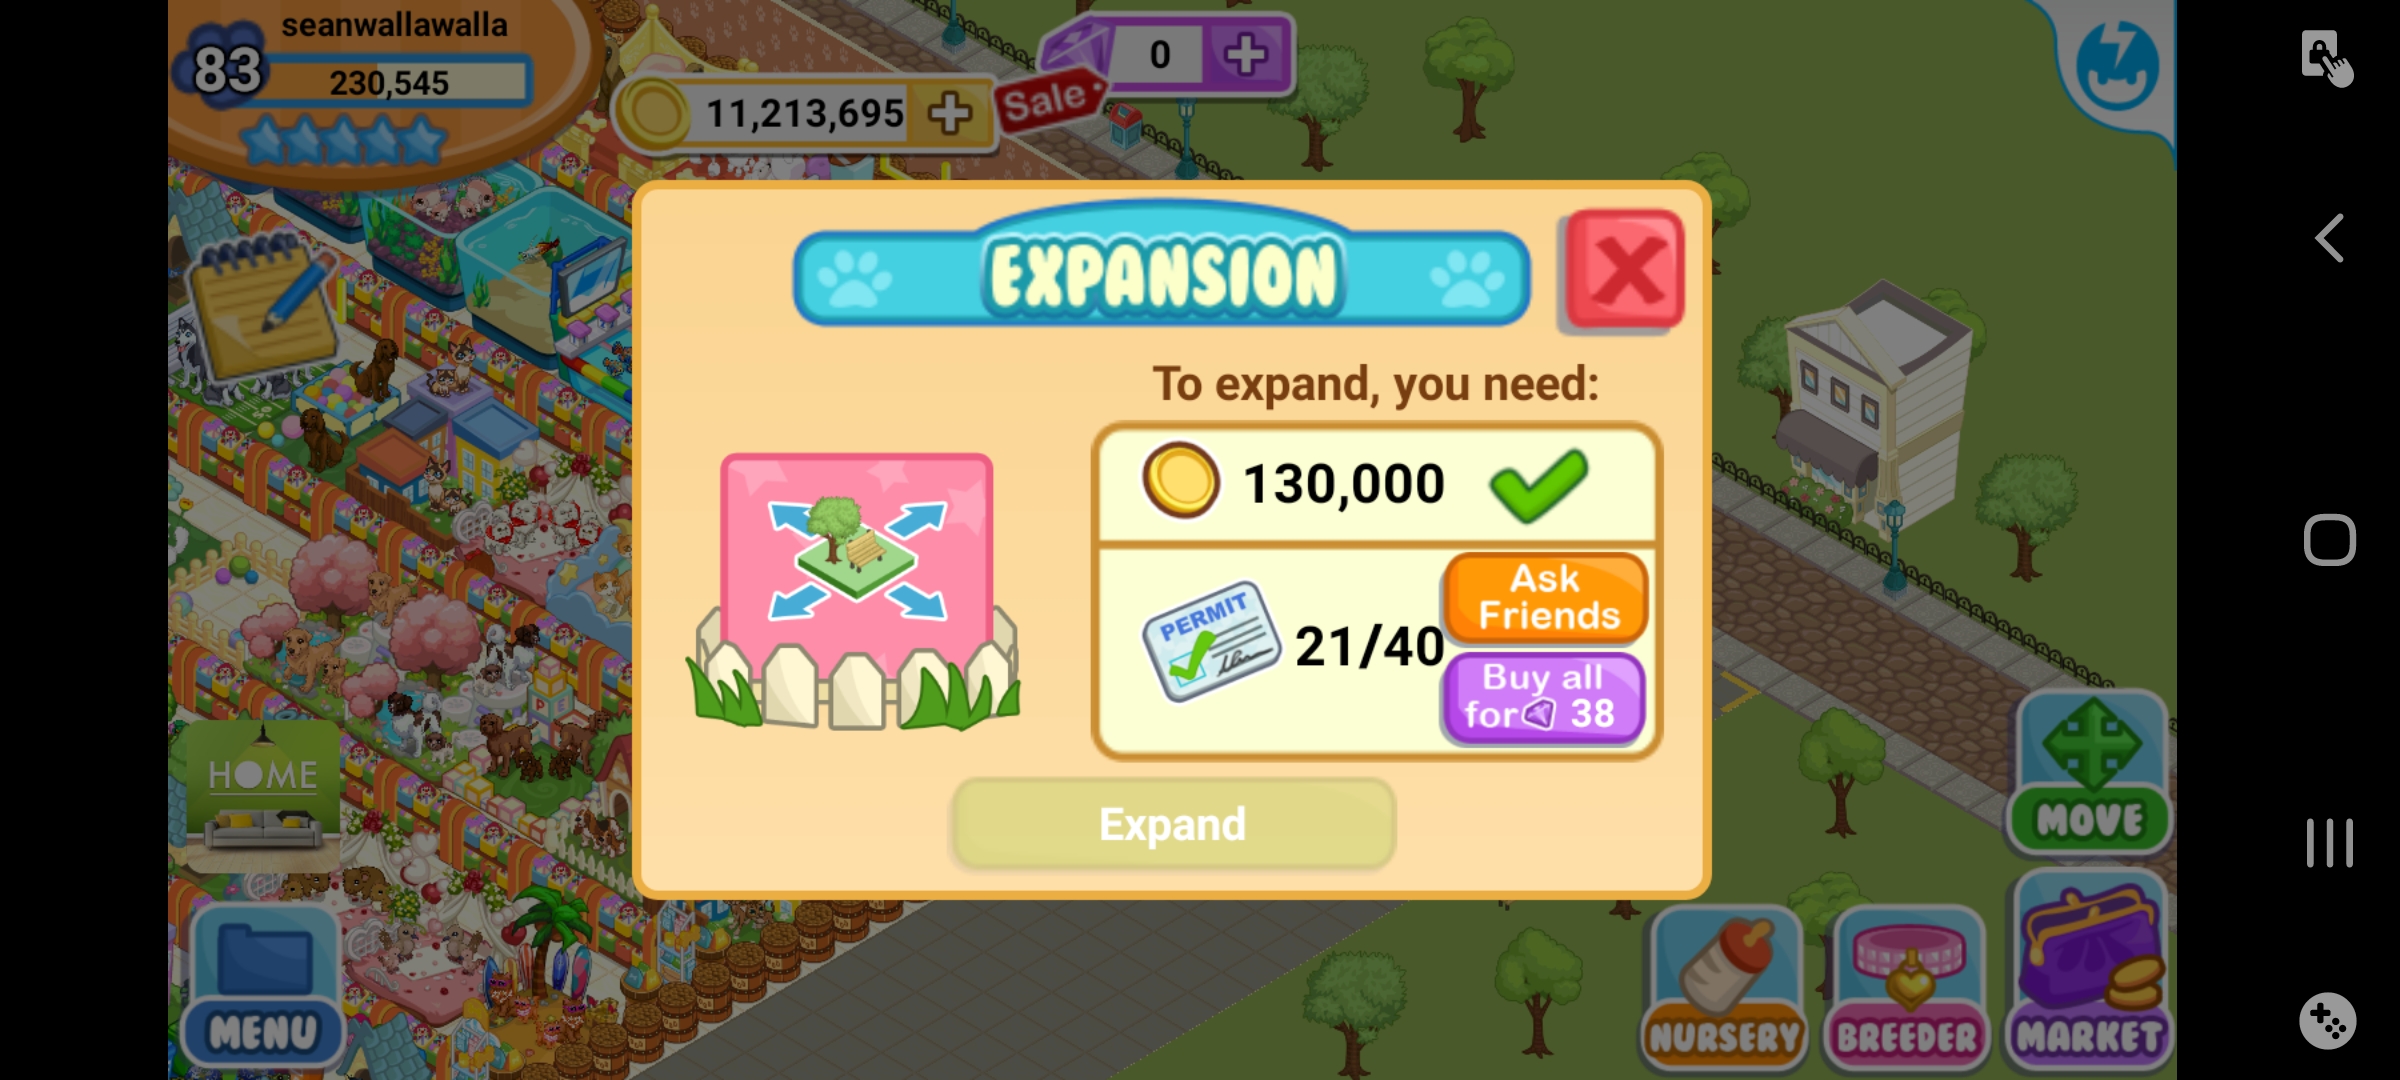 seanwallawalla
83
230,545
11,213,695
Sale
0
EXPANSION
To expand, you need:
130,000
PERMIT
21/40
Ask
Friends
Buy all
for 38
Expand
HOME
MENU
MOVE
NURSERY
BREEDER
MARKET